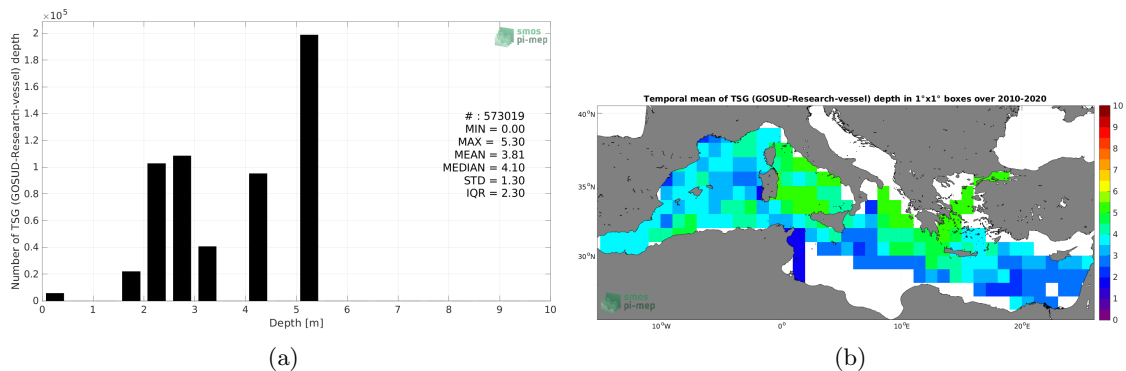 ×10⁵
2
1.8
1.6
1.4
1.2
1
0.8
0.6
0.4
0.2
0
Number of TSG (GOSUD-Research-vessel) depth
0 1 2 3 4 5 6 7 8 9 10
Depth [m]
smos
pi-mep
# : 573019
MIN = 0.00
MAX = 5.30
MEAN = 3.81
MEDIAN = 4.10
STD = 1.30
IQR = 2.30
(a)
Temporal mean of TSG (GOSUD-Research-vessel) depth in 1°x1° boxes over 2010-2020
40°N
35°N
30°N
10°W 0° 10°E 20°E
smos
pi-mep
10
9
8
7
6
5
4
3
2
1
0
(b)